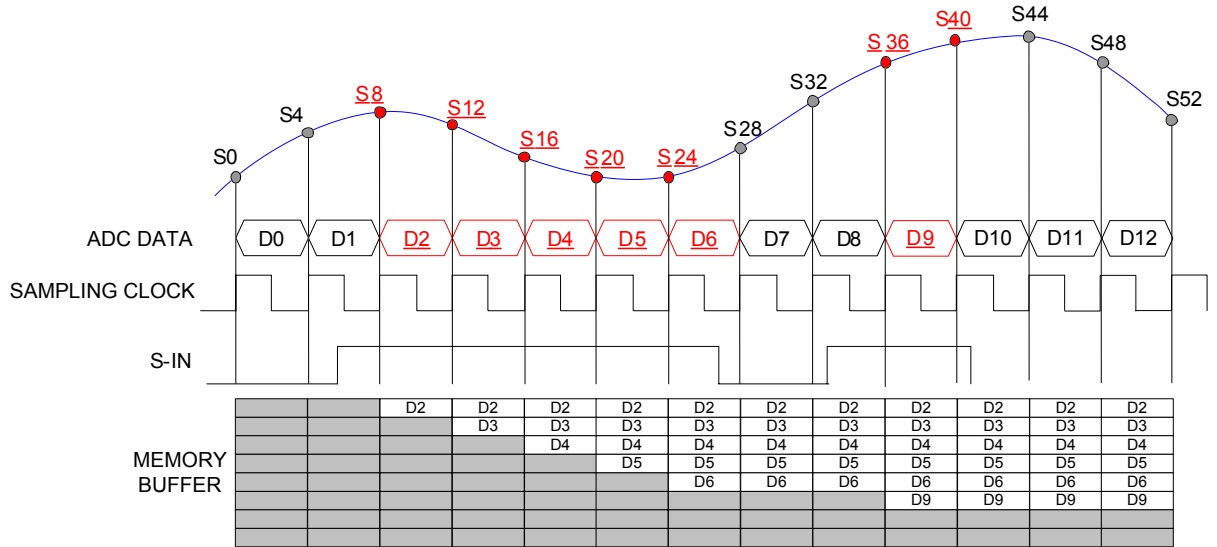 S0 S4 S 8 S12 S 16 S 20 S 24 S28 S32 S 36 S40 S44 S48 S52
ADC DATA D0 D1 D2 D3 D4 D5 D6 D7 D8 D9 D10 D11 D12
SAMPLING CLOCK
S-IN
MEMORY
BUFFER
D2 D2 D2 D2 D2 D2 D2 D2 D2 D2 D2
D3 D3 D3 D3 D3 D3 D3 D3 D3 D3
D4 D4 D4 D4 D4 D4 D4 D4 D4
D5 D5 D5 D5 D5 D5 D5 D5
D6 D6 D6 D6 D6 D6 D6
D9 D9 D9 D9